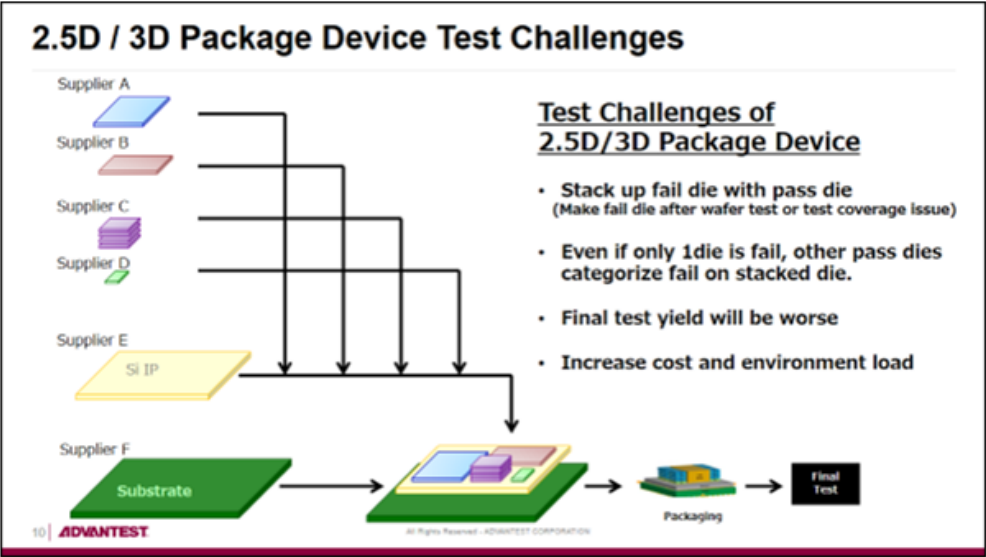 2.5D / 3D Package Device Test Challenges
Supplier A
Supplier B
Supplier C
Supplier D
Supplier E
Si IP
Supplier F
Substrate
Test Challenges of
2.5D/3D Package Device
• Stack up fail die with pass die
(Make fail die after wafer test or test coverage issue)
• Even if only 1die is fail, other pass dies
categorize fail on stacked die.
• Final test yield will be worse
• Increase cost and environment load
Packaging
Final
Test
10 ADVANTEST
All Rights Reserved - ADVANTEST CORPORATION